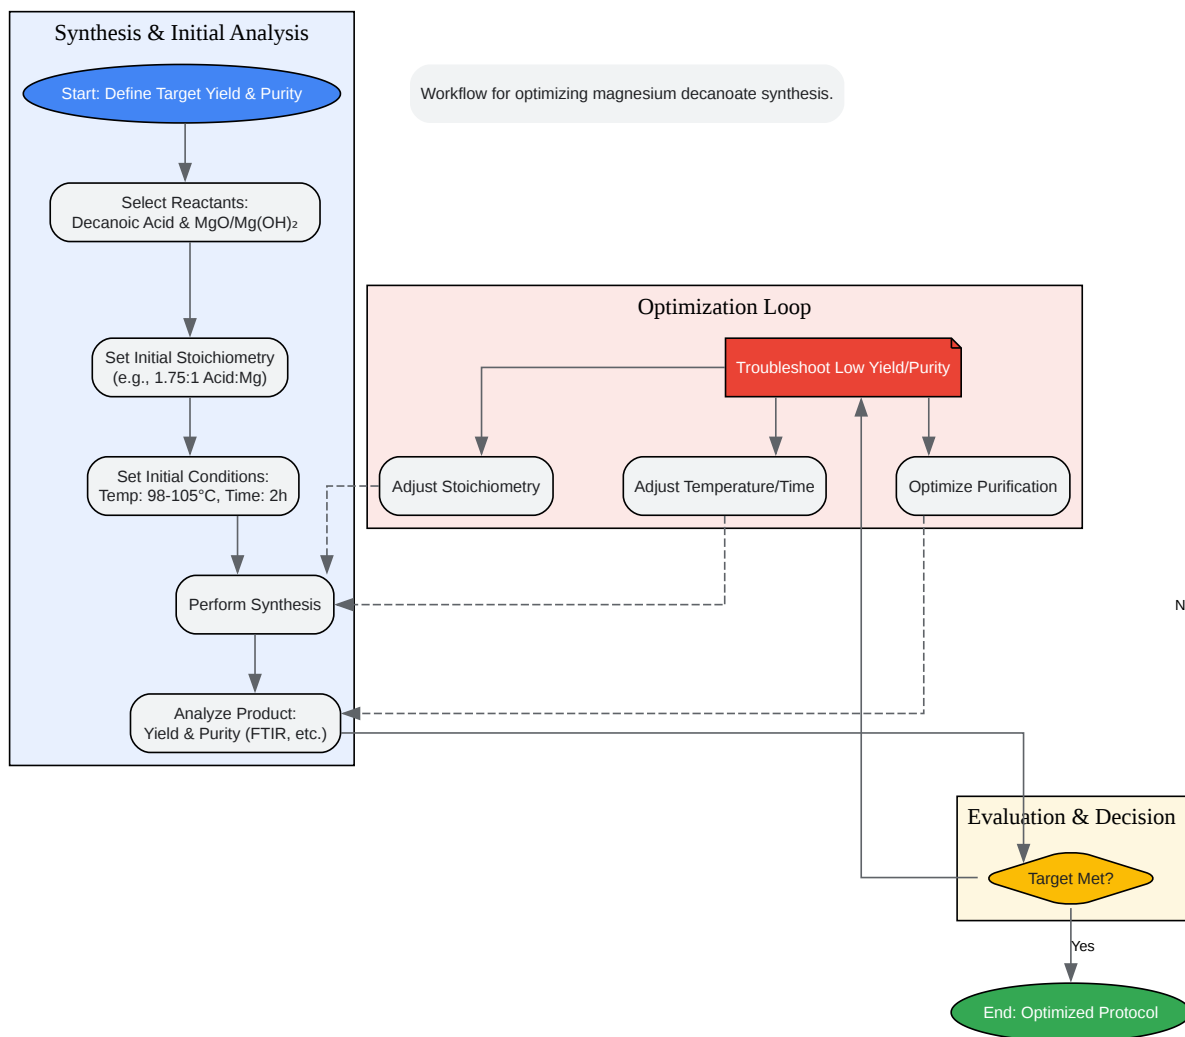 Synthesis & Initial Analysis
Start: Define Target Yield & Purity
Workflow for optimizing magnesium decanoate synthesis.
Select Reactants:
Decanoic Acid & MgO/Mg(OH)₂
Set Initial Stoichiometry
(e.g., 1.75:1 Acid:Mg)
Set Initial Conditions:
Temp: 98-105°C, Time: 2h
Perform Synthesis
Analyze Product:
Yield & Purity (FTIR, etc.)
Optimization Loop
Troubleshoot Low Yield/Purity
Adjust Stoichiometry
Adjust Temperature/Time
Optimize Purification
N
Evaluation & Decision
Target Met?
Yes
End: Optimized Protocol